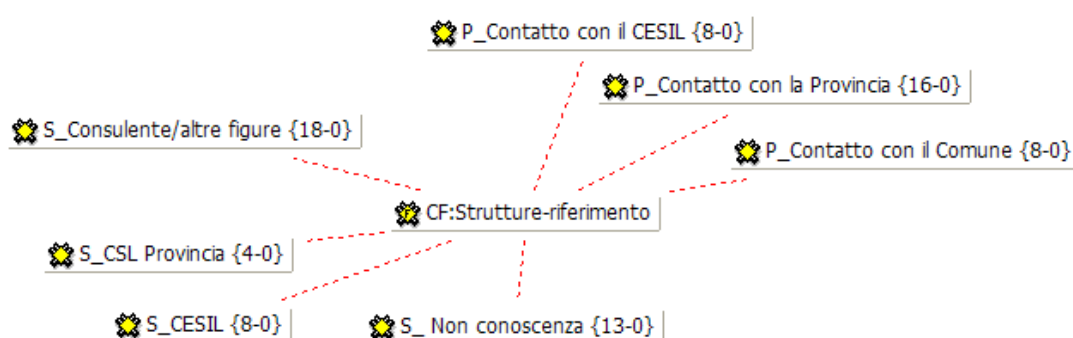 P_Contatto con il CESIL {8-0}
P_Contatto con la Provincia {16-0}
S_Consulente/altre figure {18-0}
P_Contatto con il Comune {8-0}
CF:Strutture-riferimento
S_CSL Provincia {4-0}
S_CESIL {8-0}
S_ Non conoscenza {13-0}